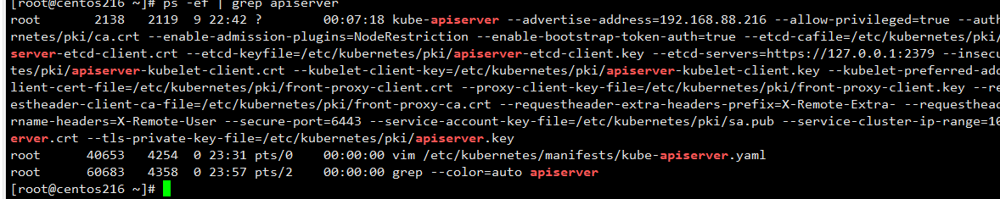 [root@centos216 ~]# ps -ef | grep apiserver
root 2138 2119 9 22:42 ? 00:07:18 kube-apiserver --advertise-address=192.168.88.216 --allow-privileged=true --auth
rnetes/pki/ca.crt --enable-admission-plugins=NodeRestriction --enable-bootstrap-token-auth=true --etcd-cafile=/etc/kubernetes/pki/
server-etcd-client.crt --etcd-keyfile=/etc/kubernetes/pki/apiserver-etcd-client.key --etcd-servers=https://127.0.0.1:2379 --insecu
tes/pki/apiserver-kubelet-client.crt --kubelet-client-key=/etc/kubernetes/pki/apiserver-kubelet-client.key --kubelet-preferred-add
lient-cert-file=/etc/kubernetes/pki/front-proxy-client.crt --proxy-client-key-file=/etc/kubernetes/pki/front-proxy-client.key --re
estheader-client-ca-file=/etc/kubernetes/pki/front-proxy-ca.crt --requestheader-extra-headers-prefix=X-Remote-Extra- --requesthead
rname-headers=X-Remote-User --secure-port=6443 --service-account-key-file=/etc/kubernetes/pki/sa.pub --service-cluster-ip-range=10
erver.crt --tls-private-key-file=/etc/kubernetes/pki/apiserver.key
root 40653 4254 0 23:31 pts/0 00:00:00 vim /etc/kubernetes/manifests/kube-apiserver.yaml
root 60683 4358 0 23:57 pts/2 00:00:00 grep --color=auto apiserver
[root@centos216 ~]#